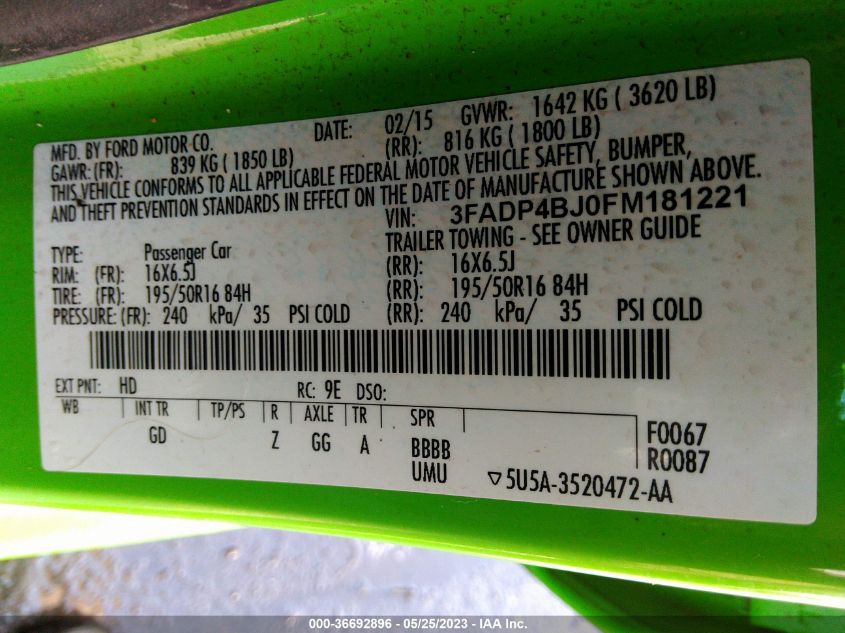 MFD. BY FORD MOTOR CO. DATE: 02/15 GVWR: 1642 KG ( 3620 LB)
GAWR: (FR): 839 KG ( 1850 LB) (RR): 816 KG ( 1800 LB)
THIS VEHICLE CONFORMS TO ALL APPLICABLE FEDERAL MOTOR VEHICLE SAFETY, BUMPER,
AND THEFT PREVENTION STANDARDS IN EFFECT ON THE DATE OF MANUFACTURE SHOWN ABOVE.
VIN: 3FADP4BJ0FM181221
TYPE: Passenger Car TRAILER TOWING - SEE OWNER GUIDE
RIM: (FR): 16X6.5J (RR): 16X6.5J
TIRE: (FR): 195/50R16 84H (RR): 195/50R16 84H
PRESSURE: (FR): 240 kPa/ 35 PSI COLD (RR): 240 kPa/ 35 PSI COLD
EXT PNT: HD RC: 9E DSO:
WB INT TR TP/PS R AXLE TR SPR F0067
GD Z GG A BBBB R0087
UMU ▽5U5A-3520472-AA
000-36692896 - 05/25/2023 - IAA Inc.